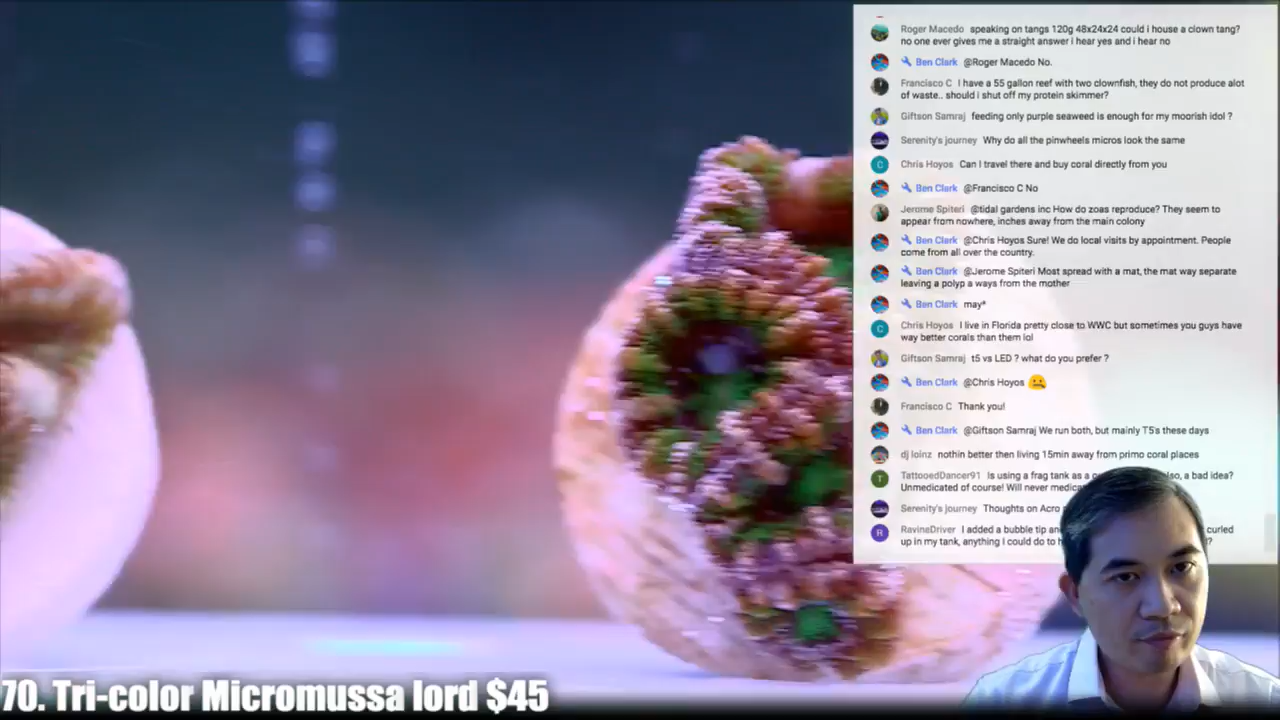 Roger Macedo speaking on tangs 120g 48x24x24 could i house a clown tang?
no one ever gives me a straight answer i hear yes and i hear no
Ben Clark @Roger Macedo No.
Francisco C I have a 55 gallon reef with two clownfish, they do not produce alot
of waste.. should i shut off my protein skimmer?
Giftson Samraj feeding only purple seaweed is enough for my moorish idol ?
Serenity's journey Why do all the pinwheels micros look the same
C Chris Hoyos Can I travel there and buy coral directly from you
Ben Clark @Francisco C No
Jerome Spiteri @tidal gardens inc How do zoas reproduce? They seem to
appear from nowhere, inches away from the main colony
Ben Clark @Chris Hoyos Sure! We do local visits by appointment. People
come from all over the country.
Ben Clark @Jerome Spiteri Most spread with a mat, the mat way separate
leaving a polyp a ways from the mother
Ben Clark may*
C Chris Hoyos I live in Florida pretty close to WWC but sometimes you guys have
way better corals than them lol
Giftson Samraj t5 vs LED ? what do you prefer ?
Ben Clark @Chris Hoyos
Francisco C Thank you!
Ben Clark @Giftson Samraj We run both, but mainly T5's these days
dj loinz nothin better then living 15min away from primo coral places
T TattooedDancer91 Is using a frag tank as a also, a bad idea?
Unmedicated of course! Will never
Serenity's journey Thoughts on Acro
R RavineDriver I added a bubble tip curled
up in my tank, anything I could do to
70. Tri-color Micromussa lord $45